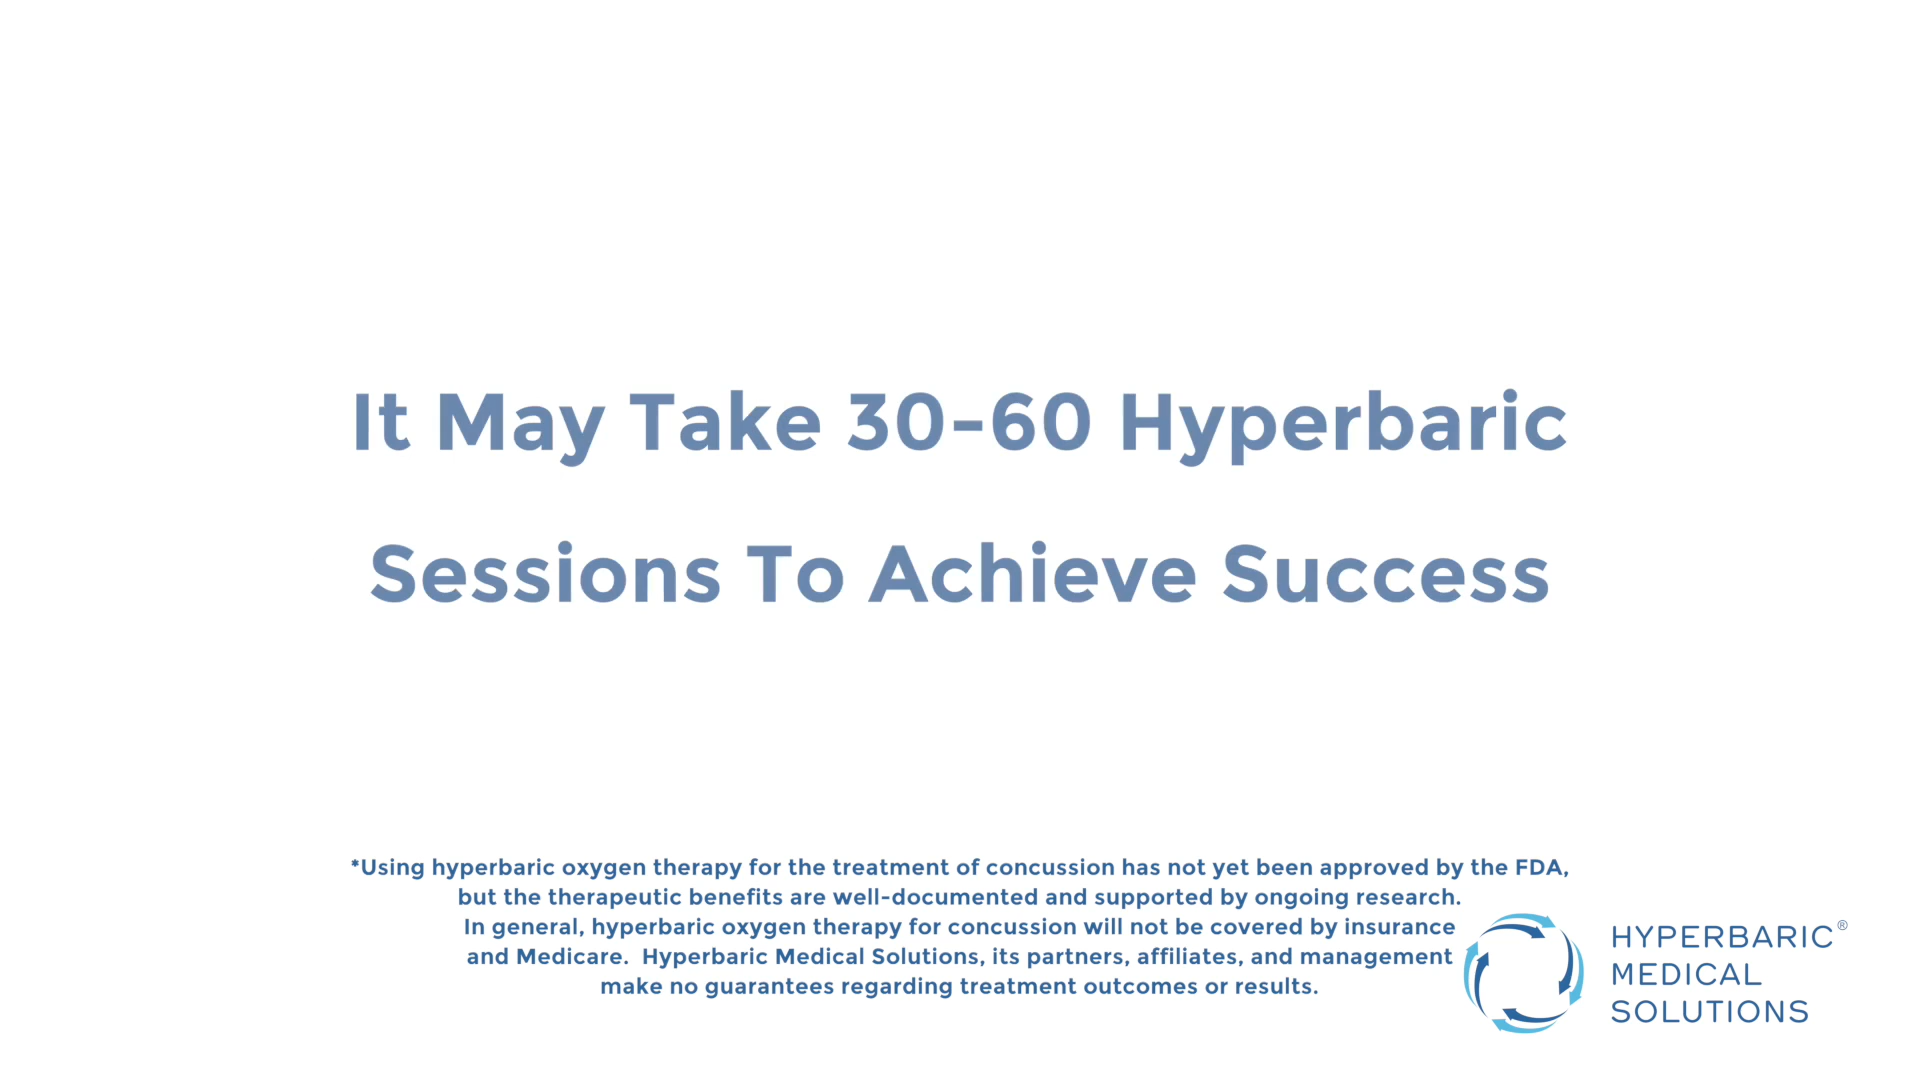 It May Take 30-60 Hyperbaric
Sessions To Achieve Success
*Using hyperbaric oxygen therapy for the treatment of concussion has not yet been approved by the FDA,
but the therapeutic benefits are well-documented and supported by ongoing research.
In general, hyperbaric oxygen therapy for concussion will not be covered by insurance
and Medicare.  Hyperbaric Medical Solutions, its partners, affiliates, and management
make no guarantees regarding treatment outcomes or results.
HYPERBARIC®
MEDICAL
SOLUTIONS